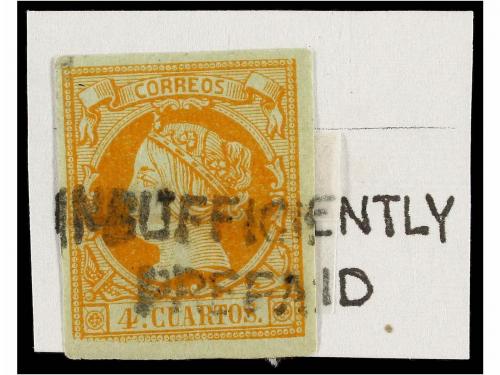 CORREOS
INSUFFICIENTLY
PREPAID
4. CUARTOS.